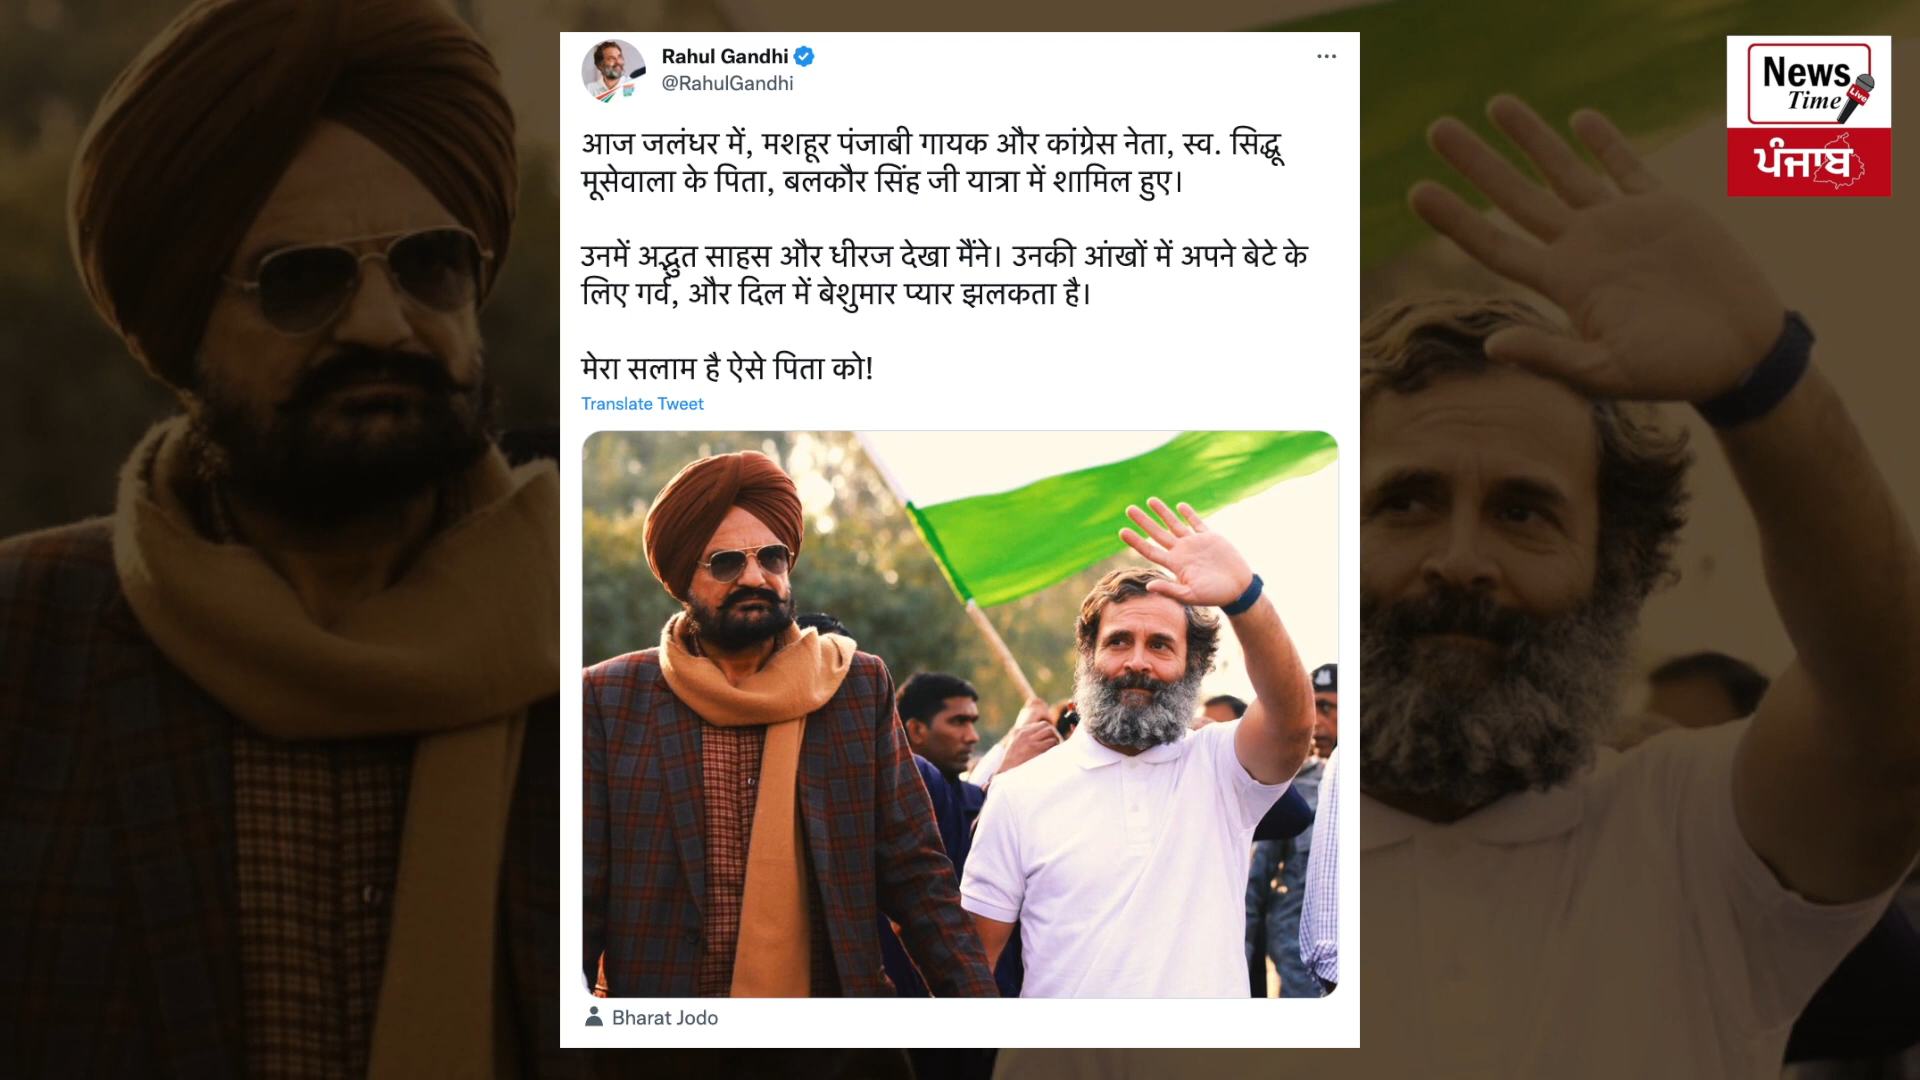 Rahul Gandhi
@RahulGandhi
आज जलंधर में, मशहूर पंजाबी गायक और कांग्रेस नेता, स्व. सिद्धू
मूसेवाला के पिता, बलकौर सिंह जी यात्रा में शामिल हुए।
उनमें अद्भुत साहस और धीरज देखा मैंने। उनकी आंखों में अपने बेटे के
लिए गर्व, और दिल में बेशुमार प्यार झलकता है।
मेरा सलाम है ऐसे पिता को!
Translate Tweet
Bharat Jodo
News
Time
Live
ਪੰਜਾਬ